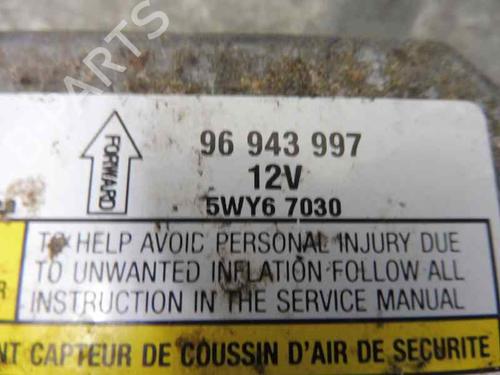 FORWARD
96 943 997
12V
5WY6 7030
TO HELP AVOID PERSONAL INJURY DUE
TO UNWANTED INFLATION FOLLOW ALL
INSTRUCTION IN THE SERVICE MANUAL
NT CAPTEUR DE COUSSIN D'AIR DE SECURITE